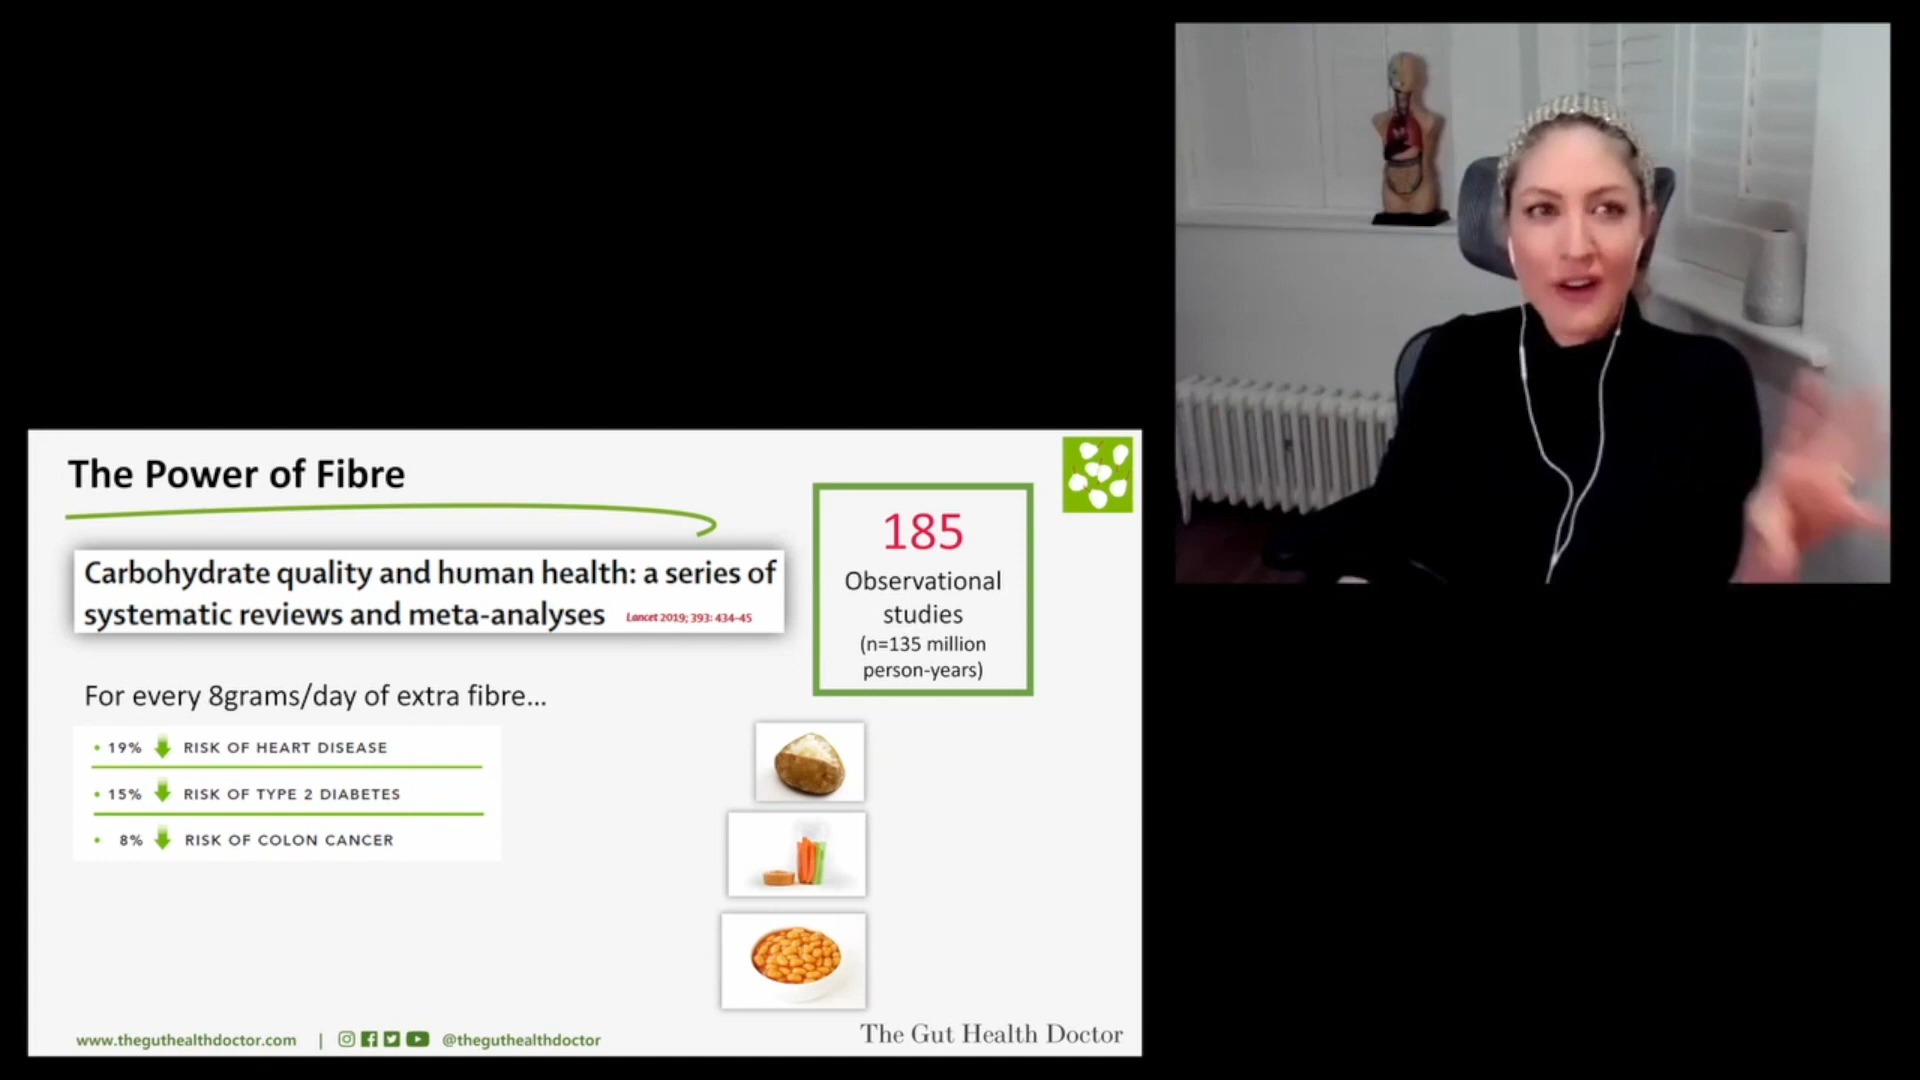 The Power of Fibre
Carbohydrate quality and human health: a series of
systematic reviews and meta-analyses Lancet 2019; 393: 434–45
185
Observational
studies
(n=135 million
person-years)
For every 8grams/day of extra fibre...
• 19% RISK OF HEART DISEASE
• 15% RISK OF TYPE 2 DIABETES
• 8% RISK OF COLON CANCER
www.theguthealthdoctor.com | @theguthealthdoctor
The Gut Health Doctor